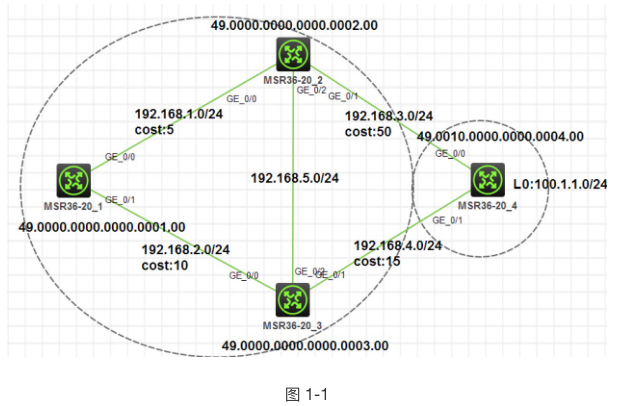 49.0000.0000.0000.0002.00
MSR36-20_2
GE_0/0
GE_0/2
GE_0/1
192.168.1.0/24
cost:5
192.168.3.0/24
cost:50
49.0010.0000.0000.0004.00
GE_0/0
GE_0/0
192.168.5.0/24
L0:100.1.1.0/24
MSR36-20_1
GE_0/1
MSR36-20_4
GE_0/1
49.0000.0000.0000.0001.00
192.168.2.0/24
cost:10
192.168.4.0/24
cost:15
GE_0/0
GE_0/2
GE_0/1
MSR36-20_3
49.0000.0000.0000.0003.00
图 1-1